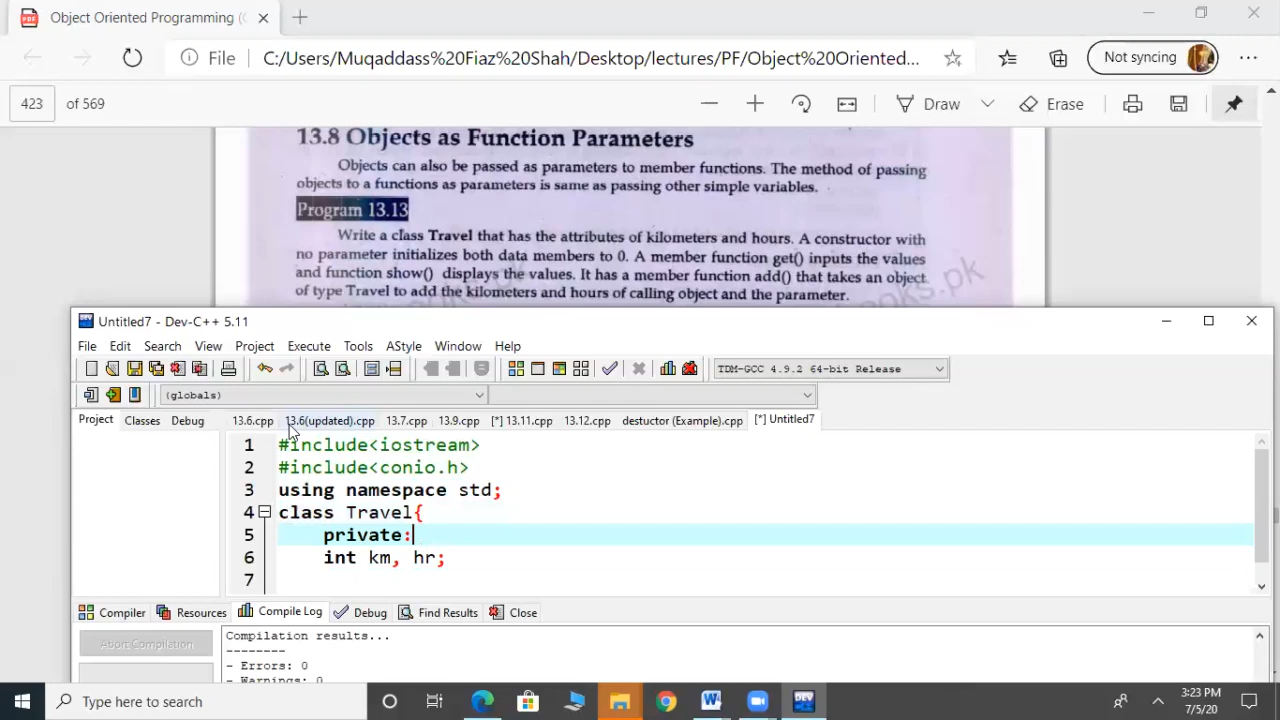 Object Oriented Programming (
File C:/Users/Muqaddass%20Fiaz%20Shah/Desktop/lectures/PF/Object%20Oriented... Not syncing
423 of 569 Draw Erase
13.8 Objects as Function Parameters
Objects can also be passed as parameters to member functions. The method of passing
objects to a functions as parameters is same as passing other simple variables.
Program 13.13
Write a class Travel that has the attributes of kilometers and hours. A constructor with
no parameter initializes both data members to 0. A member function get() inputs the values
and function show() displays the values. It has a member function add() that takes an object
of type Travel to add the kilometers and hours of calling object and the parameter.
Untitled7 - Dev-C++ 5.11
File Edit Search View Project Execute Tools AStyle Window Help
TDM-GCC 4.9.2 64-bit Release
(globals)
Project Classes Debug 13.6.cpp 13.6(updated).cpp 13.7.cpp 13.9.cpp [*] 13.11.cpp 13.12.cpp destuctor (Example).cpp [*] Untitled7
1 #include<iostream>
2 #include<conio.h>
3 using namespace std;
4 class Travel{
5 private:
6 int km, hr;
7
Compiler Resources Compile Log Debug Find Results Close
Abort Compilation
Compilation results...
--------
- Errors: 0
- Warnings: 0
Type here to search
3:23 PM
7/5/20